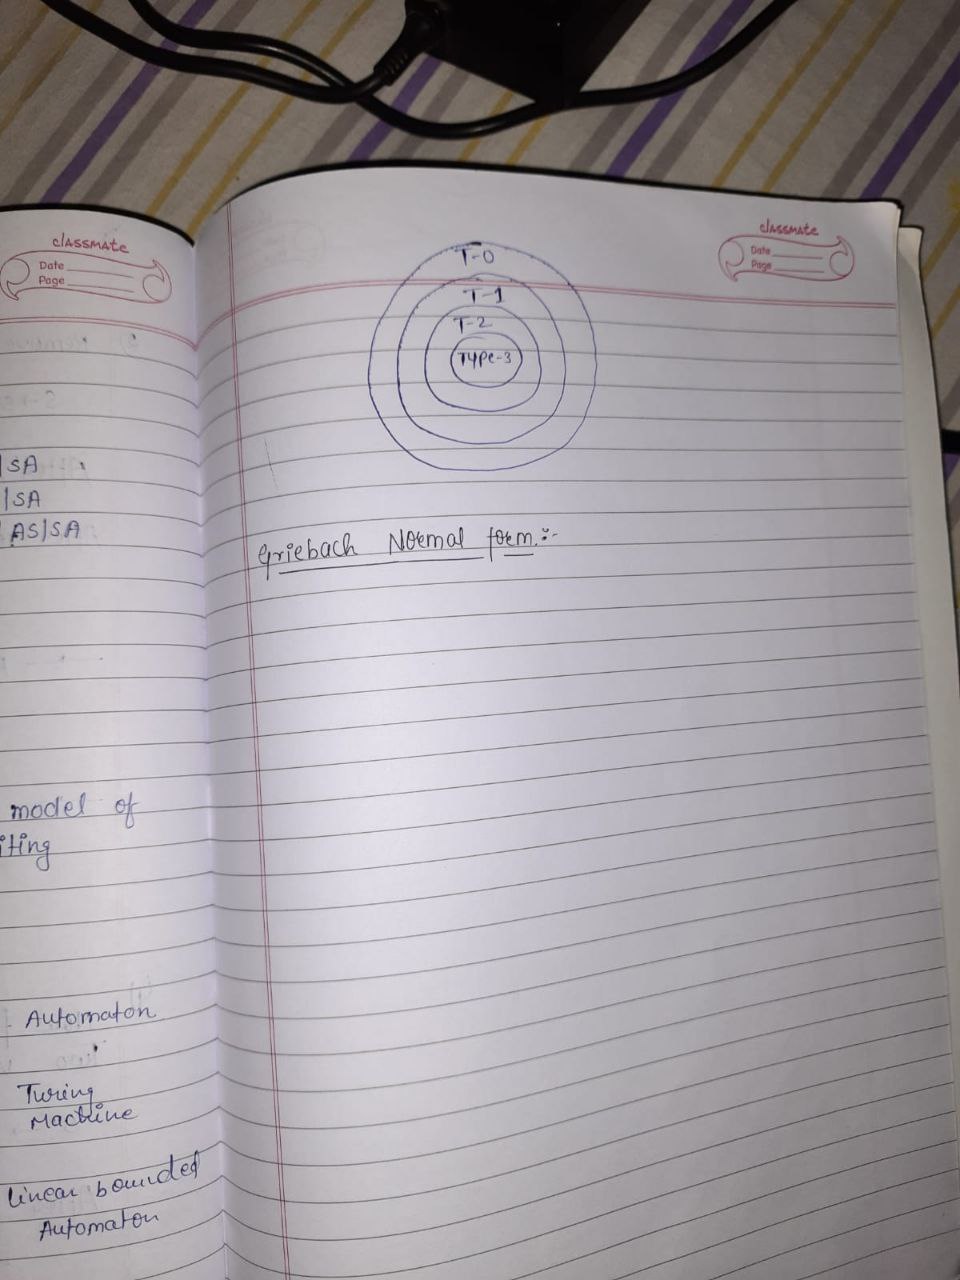 classmate
Date
Page
|SA
|SA
AS|SA
model of
iting
Automaton
Turing
Machine
Linear bounded
Automaton
classmate
Date
Page
T-0
T-1
T-2
Type-3
Griebach Normal form:-